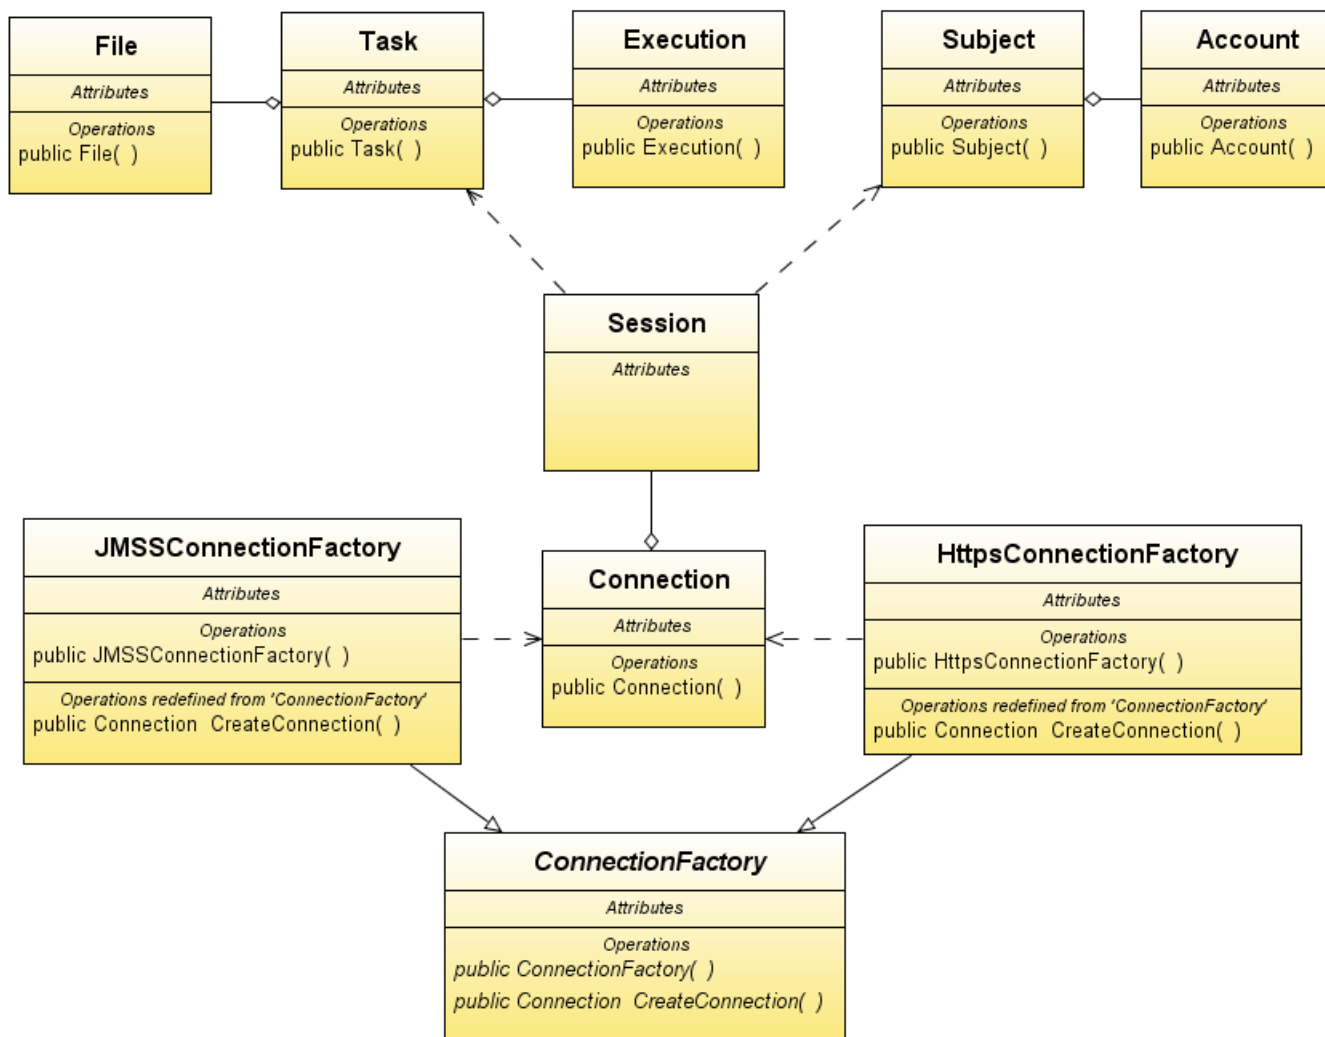 File
Attributes
Operations
public File( )
Task
Attributes
Operations
public Task( )
Execution
Attributes
Operations
public Execution( )
Subject
Attributes
Operations
public Subject( )
Account
Attributes
Operations
public Account( )
Session
Attributes
JMSSConnectionFactory
Attributes
Operations
public JMSSConnectionFactory( )
Operations redefined from 'ConnectionFactory'
public Connection CreateConnection( )
Connection
Attributes
Operations
public Connection( )
HttpsConnectionFactory
Attributes
Operations
public HttpsConnectionFactory( )
Operations redefined from 'ConnectionFactory'
public Connection CreateConnection( )
ConnectionFactory
Attributes
Operations
public ConnectionFactory( )
public Connection CreateConnection( )